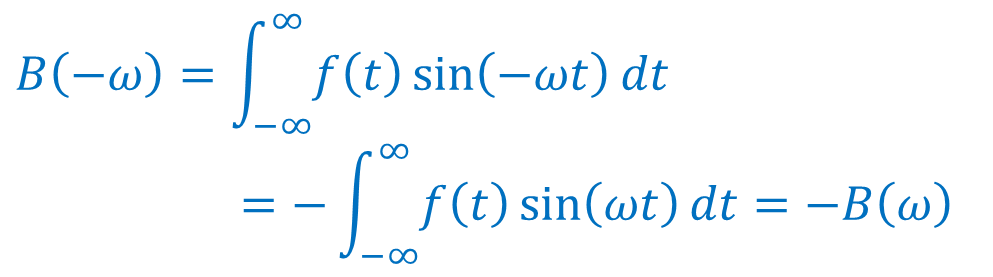 B(−ω) = ∫_{−∞}^{∞} f(t) sin(−ωt) dt
= − ∫_{−∞}^{∞} f(t) sin(ωt) dt = −B(ω)